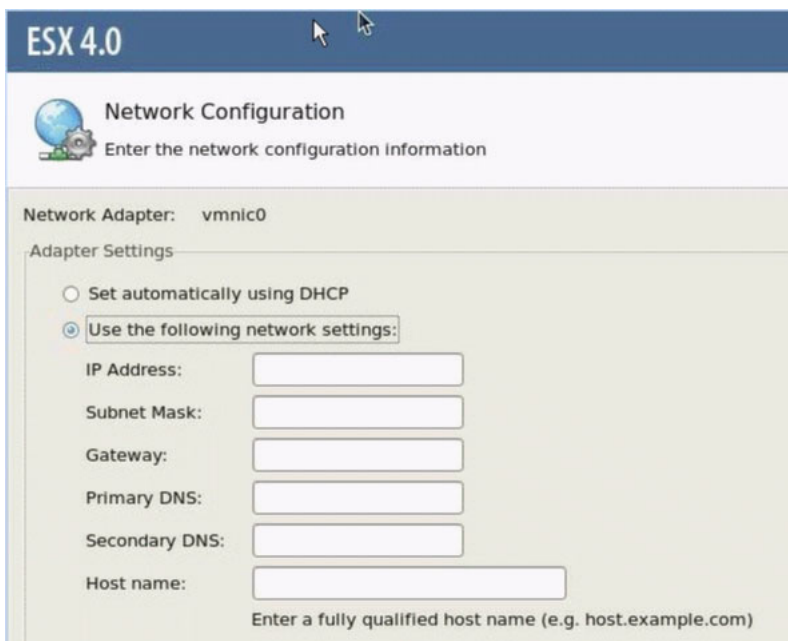 ESX 4.0
Network Configuration
Enter the network configuration information
Network Adapter: vmnic0
Adapter Settings
Set automatically using DHCP
Use the following network settings:
IP Address:
Subnet Mask:
Gateway:
Primary DNS:
Secondary DNS:
Host name:
Enter a fully qualified host name (e.g. host.example.com)